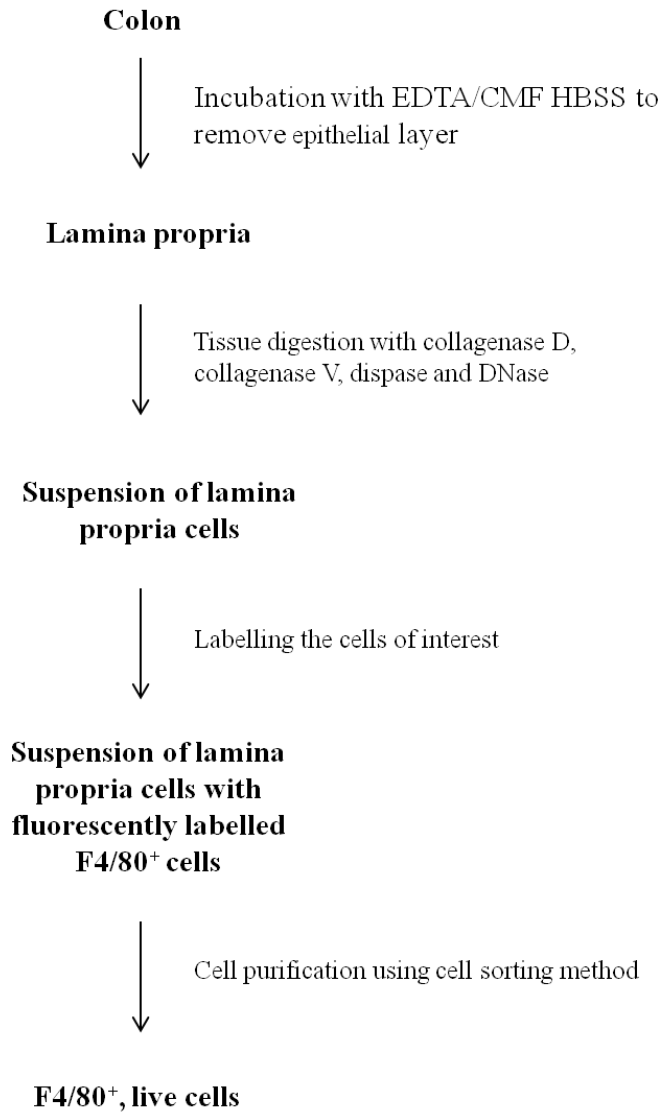 Colon
Incubation with EDTA/CMF HBSS to
remove epithelial layer
Lamina propria
Tissue digestion with collagenase D,
collagenase V, dispase and DNase
Suspension of lamina
propria cells
Labelling the cells of interest
Suspension of lamina
propria cells with
fluorescently labelled
F4/80⁺ cells
Cell purification using cell sorting method
F4/80⁺, live cells